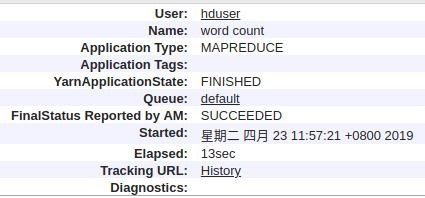 User: hduser
Name: word count
Application Type: MAPREDUCE
Application Tags:
YarnApplicationState: FINISHED
Queue: default
FinalStatus Reported by AM: SUCCEEDED
Started: 星期二 四月 23 11:57:21 +0800 2019
Elapsed: 13sec
Tracking URL: History
Diagnostics: